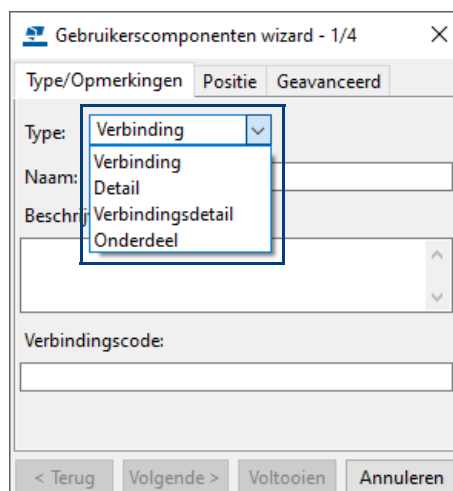 Gebruikerscomponenten wizard - 1/4
Type/Opmerkingen Positie Geavanceerd
Type: Verbinding
Verbinding
Naam:
Detail
Beschrij Verbindingsdetail
Onderdeel
Verbindingscode:
< Terug Volgende > Voltooien Annuleren